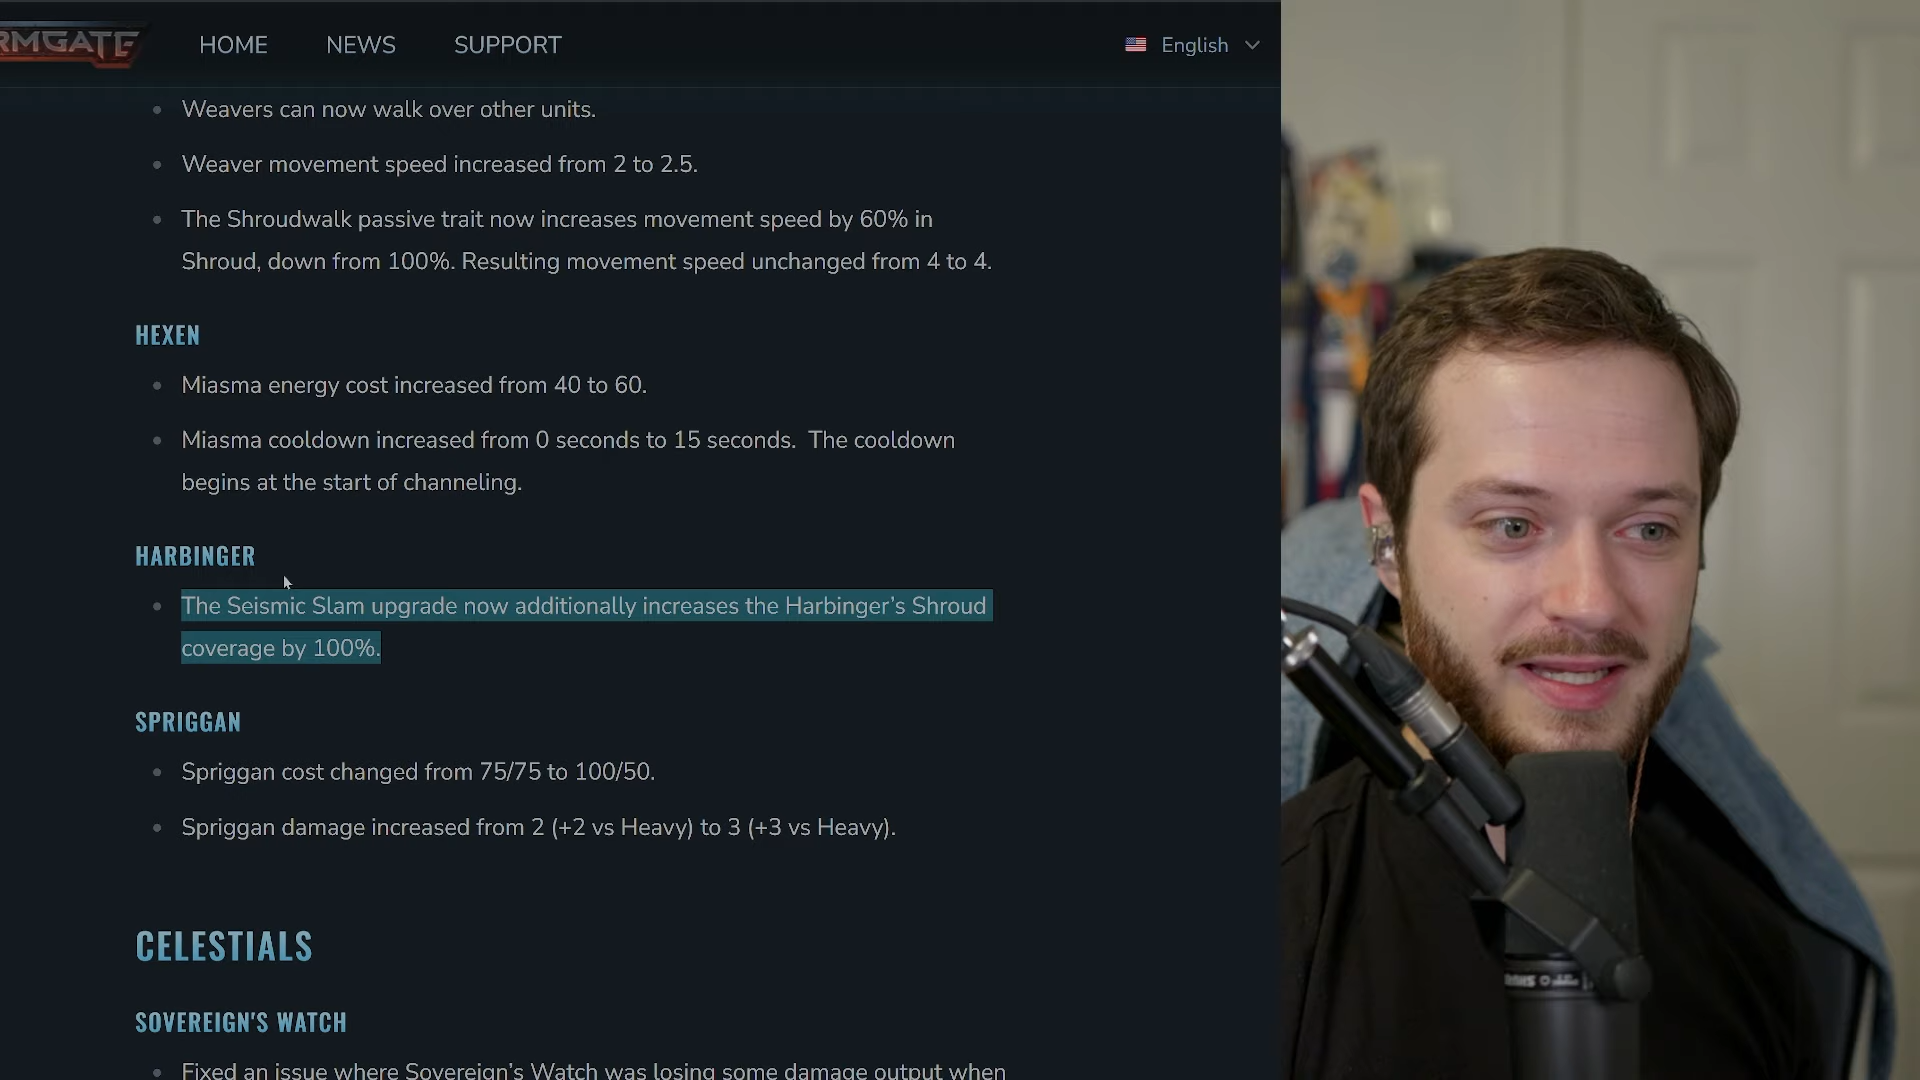 RMGATE
HOME
NEWS
SUPPORT
English
Weavers can now walk over other units.
Weaver movement speed increased from 2 to 2.5.
The Shroudwalk passive trait now increases movement speed by 60% in
Shroud, down from 100%. Resulting movement speed unchanged from 4 to 4.
HEXEN
Miasma energy cost increased from 40 to 60.
Miasma cooldown increased from 0 seconds to 15 seconds.  The cooldown
begins at the start of channeling.
HARBINGER
The Seismic Slam upgrade now additionally increases the Harbinger’s Shroud
coverage by 100%.
SPRIGGAN
Spriggan cost changed from 75/75 to 100/50.
Spriggan damage increased from 2 (+2 vs Heavy) to 3 (+3 vs Heavy).
CELESTIALS
SOVEREIGN'S WATCH
Fixed an issue where Sovereign’s Watch was losing some damage output when